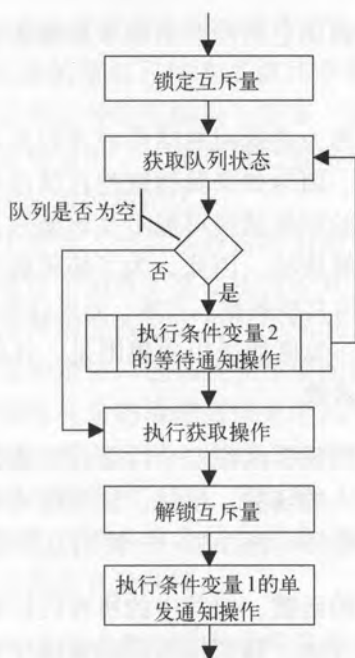 锁定互斥量
获取队列状态
队列是否为空
否
是
执行条件变量2
的等待通知操作
执行获取操作
解锁互斥量
执行条件变量1的单
发通知操作